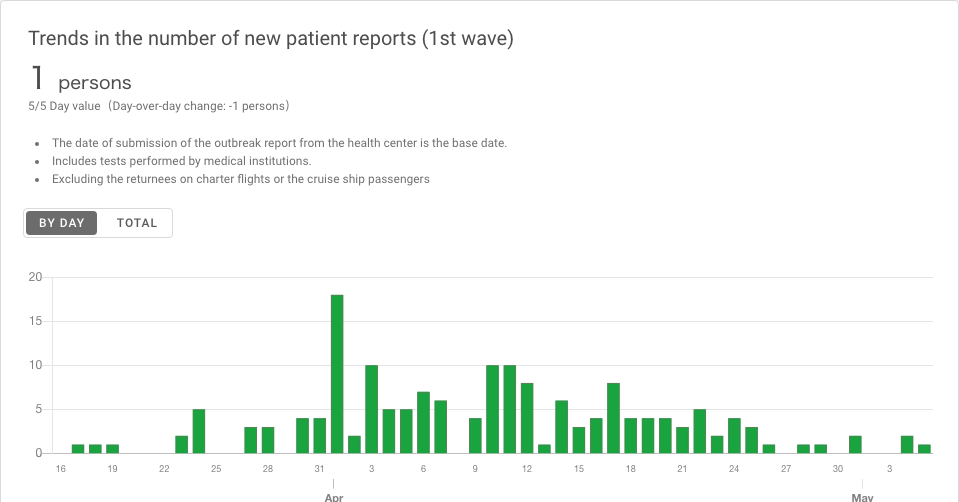 Trends in the number of new patient reports (1st wave)
1 persons
5/5 Day value（Day-over-day change: -1 persons）
• The date of submission of the outbreak report from the health center is the base date.
• Includes tests performed by medical institutions.
• Excluding the returnees on charter flights or the cruise ship passengers
BY DAY TOTAL
20
15
10
5
0
16 19 22 25 28 31 3 6 9 12 15 18 21 24 27 30 3
Apr May